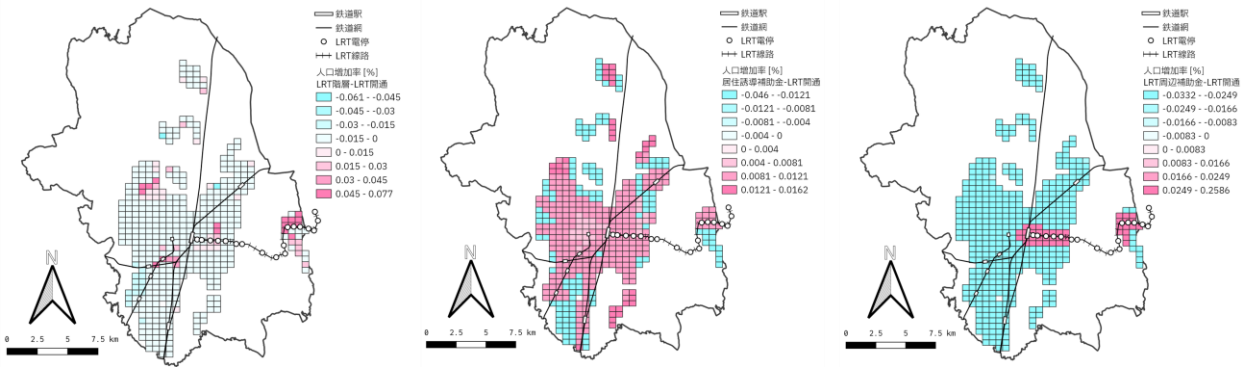 鉄道駅
鉄道網
LRT電停
LRT線路
人口増加率 [%]
LRT階層-LRT開通
-0.061 - -0.045
-0.045 - -0.03
-0.03 - -0.015
-0.015 - 0
0 - 0.015
0.015 - 0.03
0.03 - 0.045
0.045 - 0.077
N
0 2.5 5 7.5 km
鉄道駅
鉄道網
LRT電停
LRT線路
人口増加率 [%]
居住誘導補助金-LRT開通
-0.046 - -0.0121
-0.0121 - -0.0081
-0.0081 - -0.004
-0.004 - 0
0 - 0.004
0.004 - 0.0081
0.0081 - 0.0121
0.0121 - 0.0162
N
0 2.5 5 7.5 km
鉄道駅
鉄道網
LRT電停
LRT線路
人口増加率 [%]
LRT周辺補助金-LRT開通
-0.0332 - -0.0249
-0.0249 - -0.0166
-0.0166 - -0.0083
-0.0083 - 0
0 - 0.0083
0.0083 - 0.0166
0.0166 - 0.0249
0.0249 - 0.2586
N
0 2.5 5 7.5 km